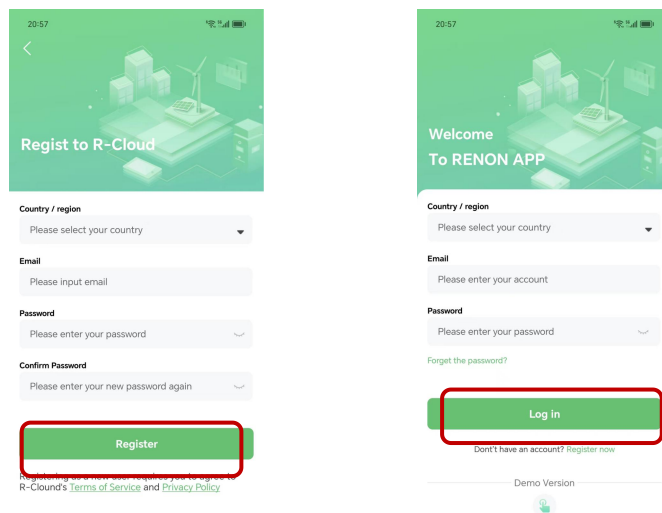 20:57
Regist to R-Cloud
Country / region
Please select your country
Email
Please input email
Password
Please enter your password
Confirm Password
Please enter your new password again
Register
Registering as a new user requires you to agree to
R-Clound's Terms of Service and Privacy Policy
20:57
Welcome
To RENON APP
Country / region
Please select your country
Email
Please enter your account
Password
Please enter your password
Forget the password?
Log in
Dont't have an account? Register now
Demo Version